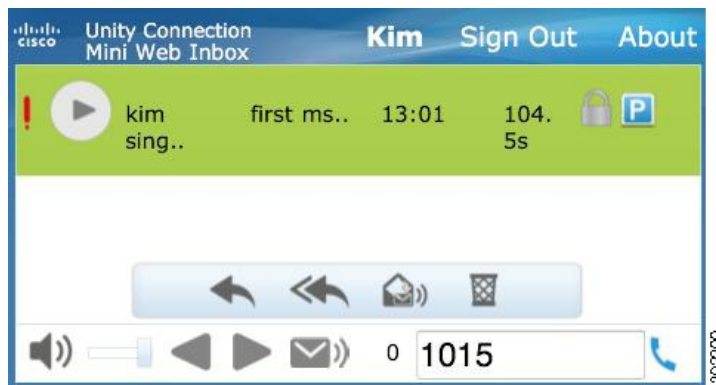 cisco
Unity Connection
Mini Web Inbox
Kim Sign Out About
! kim first ms.. 13:01 104. P
sing.. 5s
0 1015